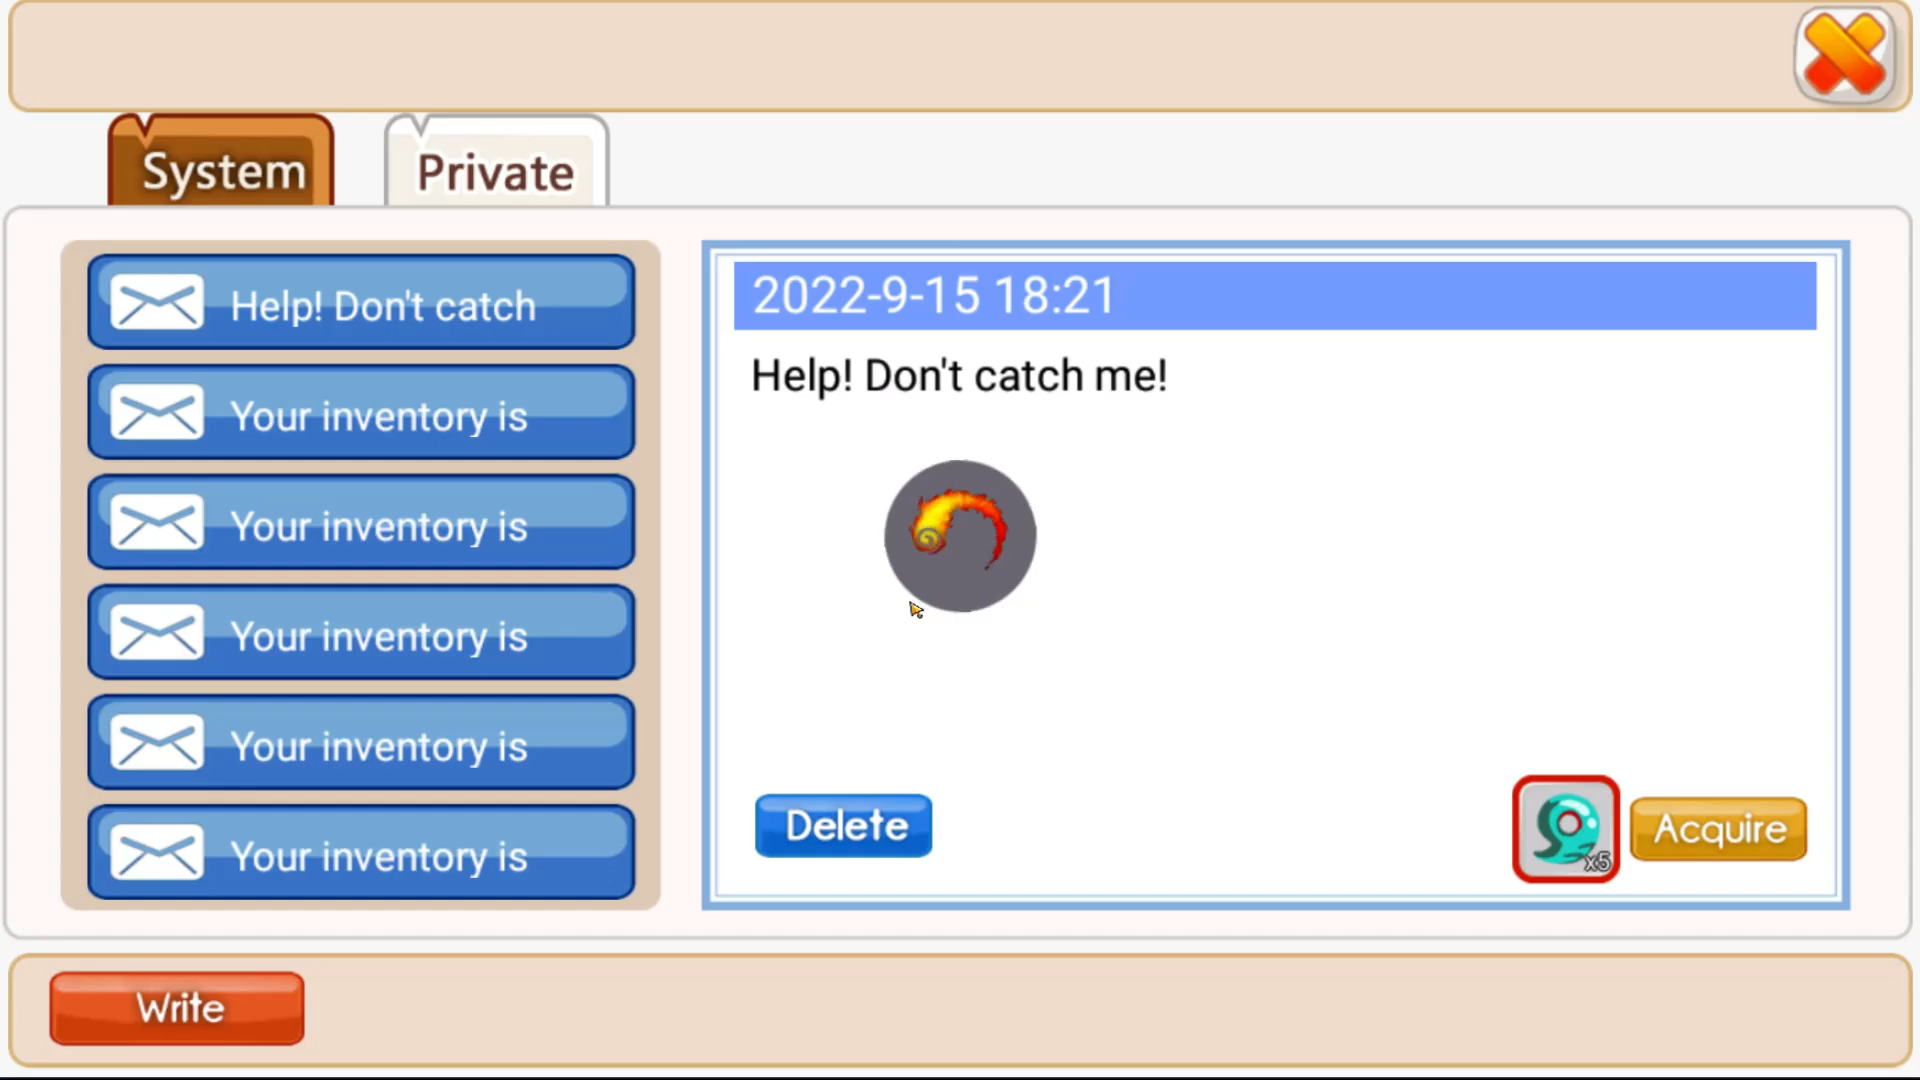 System
Private
Help! Don't catch
Your inventory is
Your inventory is
Your inventory is
Your inventory is
Your inventory is
2022-9-15 18:21
Help! Don't catch me!
Delete
x5
Acquire
Write